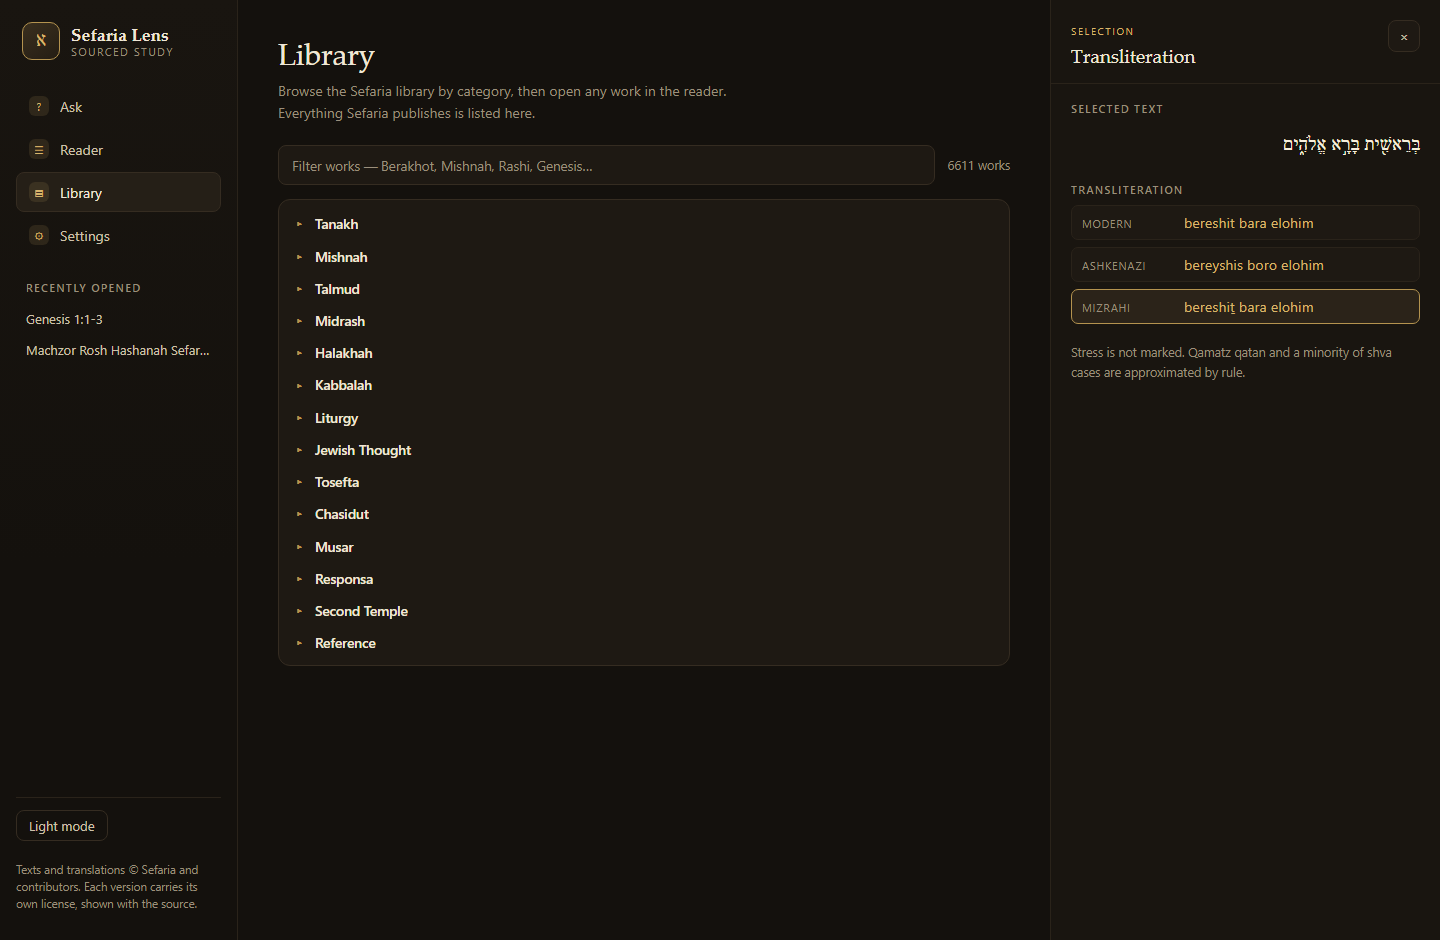 א
Sefaria Lens
SOURCED STUDY
? Ask
Reader
Library
Settings
RECENTLY OPENED
Genesis 1:1-3
Machzor Rosh Hashanah Sefar...
Light mode
Texts and translations © Sefaria and
contributors. Each version carries its
own license, shown with the source.
Library
Browse the Sefaria library by category, then open any work in the reader.
Everything Sefaria publishes is listed here.
Filter works — Berakhot, Mishnah, Rashi, Genesis...
6611 works
Tanakh
Mishnah
Talmud
Midrash
Halakhah
Kabbalah
Liturgy
Jewish Thought
Tosefta
Chasidut
Musar
Responsa
Second Temple
Reference
SELECTION
Transliteration
×
SELECTED TEXT
בְּרֵאשִׁ֖ית בָּרָ֣א אֱלֹהִ֑ים
TRANSLITERATION
MODERN bereshit bara elohim
ASHKENAZI bereyshis boro elohim
MIZRAHI bereshiṯ bara elohim
Stress is not marked. Qamatz qatan and a minority of shva
cases are approximated by rule.